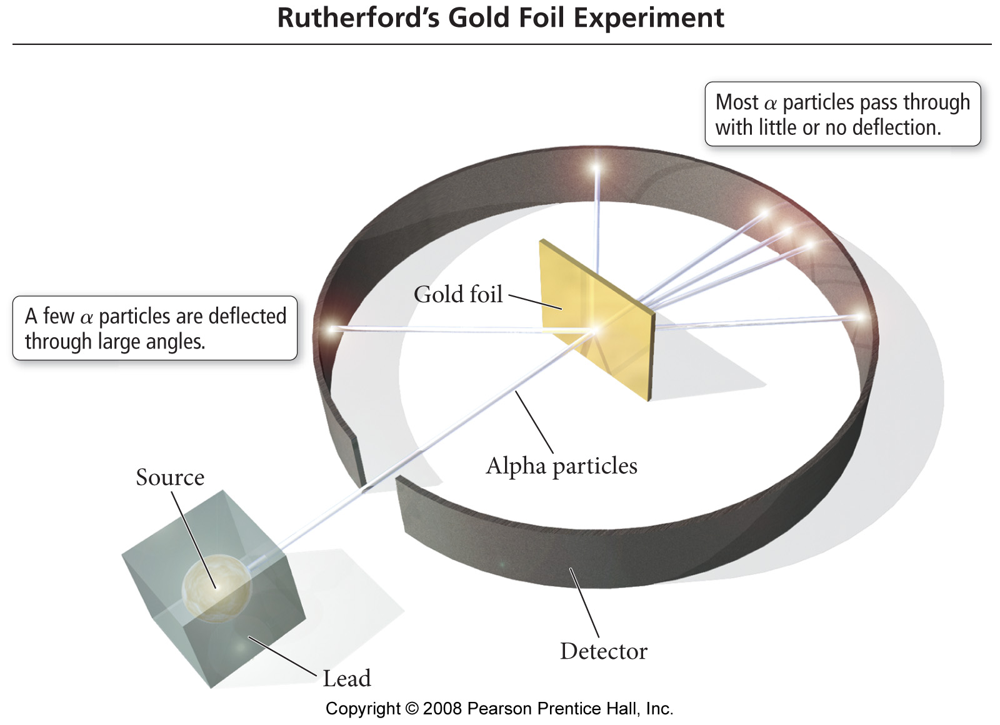 Rutherford's Gold Foil Experiment
Most α particles pass through
with little or no deflection.
Gold foil
A few α particles are deflected
through large angles.
Alpha particles
Source
Detector
Lead
Copyright © 2008 Pearson Prentice Hall, Inc.